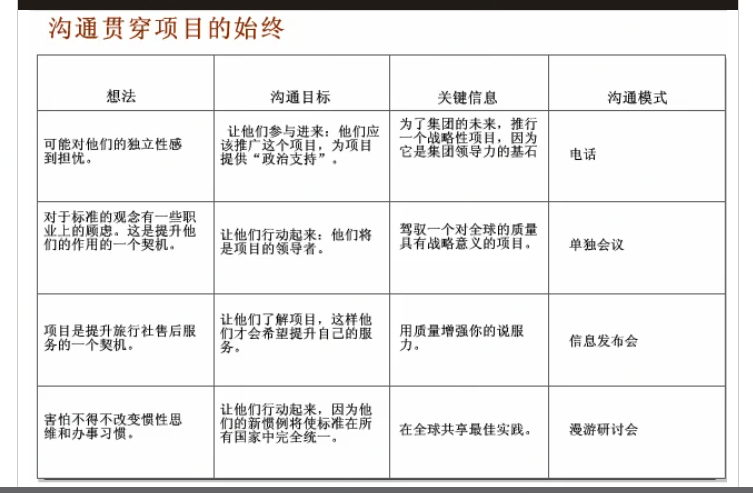 沟通贯穿项目的始终
想法
沟通目标
关键信息
沟通模式
可能对他们的独立性感
到担忧。
让他们参与进来：他们应
该推广这个项目，为项目
提供“政治支持”。
为了集团的未来，推行
一个战略性项目，因为
它是集团领导力的基石
电话
对于标准的观念有一些职
业上的顾虑。这是提升他
们的作用的一个契机。
让他们行动起来：他们将
是项目的领导者。
驾驭一个对全球的质量
具有战略意义的项目。
单独会议
项目是提升旅行社售后服
务的一个契机。
让他们了解项目，这样他
们才会希望提升自己的服
务。
用质量增强你的说服
力。
信息发布会
害怕不得不改变惯性思
维和办事习惯。
让他们行动起来，因为他
们的新惯例将使标准在所
有国家中完全统一。
在全球共享最佳实践。
漫游研讨会